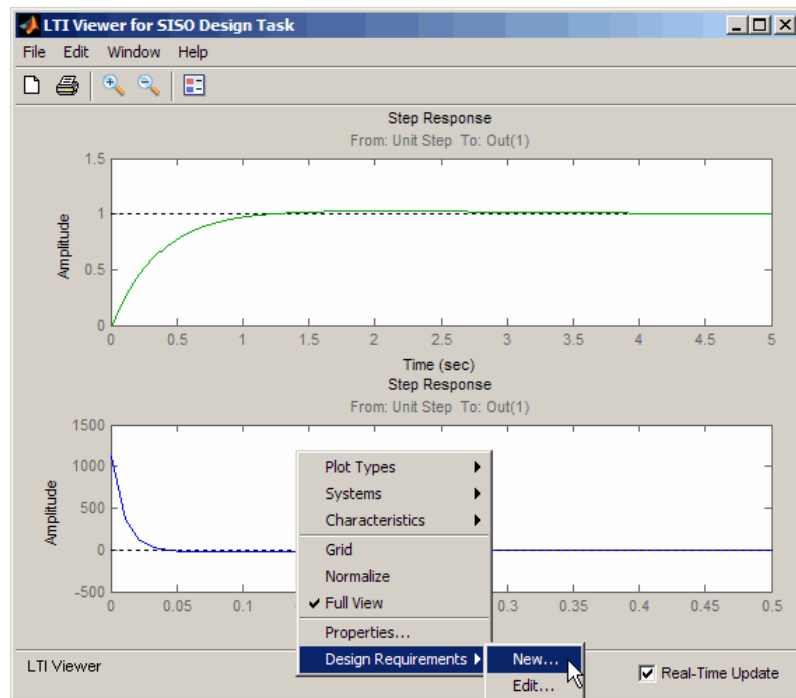 LTI Viewer for SISO Design Task
File Edit Window Help
Step Response
From: Unit Step To: Out(1)
1.5
1
0.5
0
Amplitude
0 0.5 1 1.5 2 2.5 3 3.5 4 4.5 5
Time (sec)
Step Response
From: Unit Step To: Out(1)
1500
1000
500
0
-500
Amplitude
0 0.05 0.1 0.3 0.35 0.4 0.45 0.5
Plot Types
Systems
Characteristics
Grid
Normalize
Full View
Properties...
Design Requirements
New...
Edit...
LTI Viewer
Real-Time Update